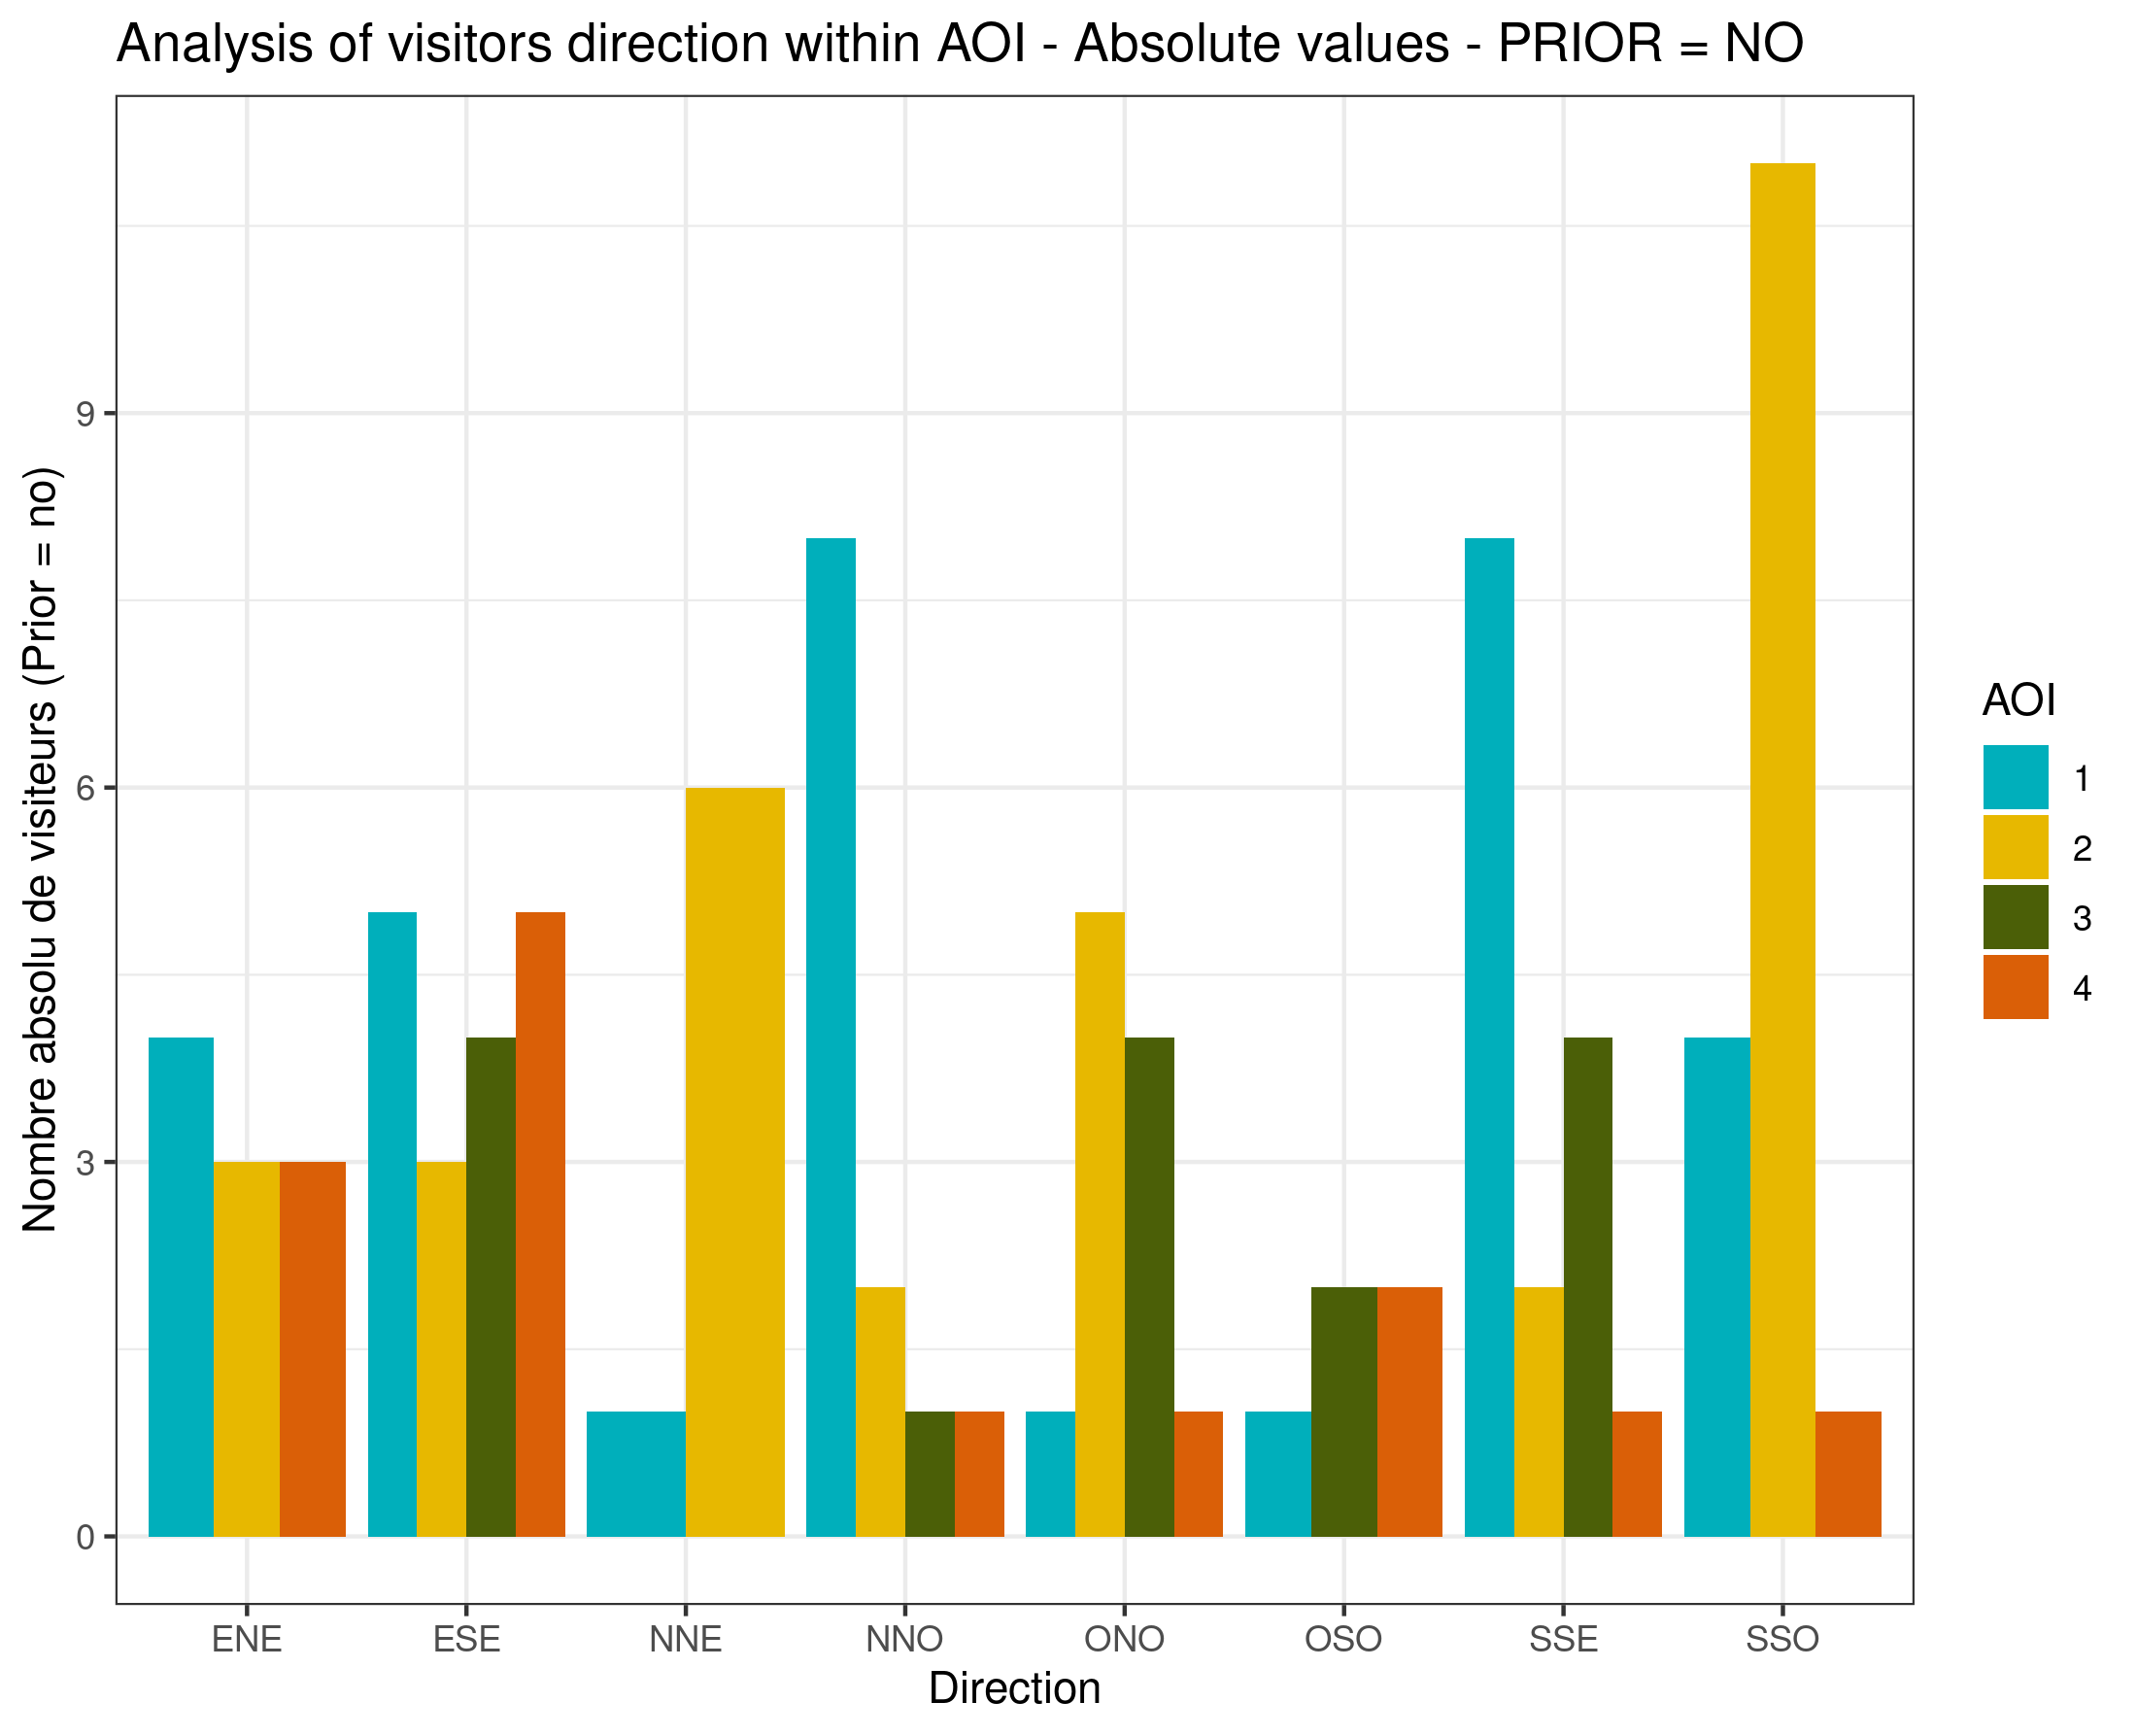 Analysis of visitors direction within AOI - Absolute values - PRIOR = NO
Nombre absolu de visiteurs (Prior = no)
9
6
3
0
ENE ESE NNE NNO ONO OSO SSE SSO
Direction
AOI
1
2
3
4